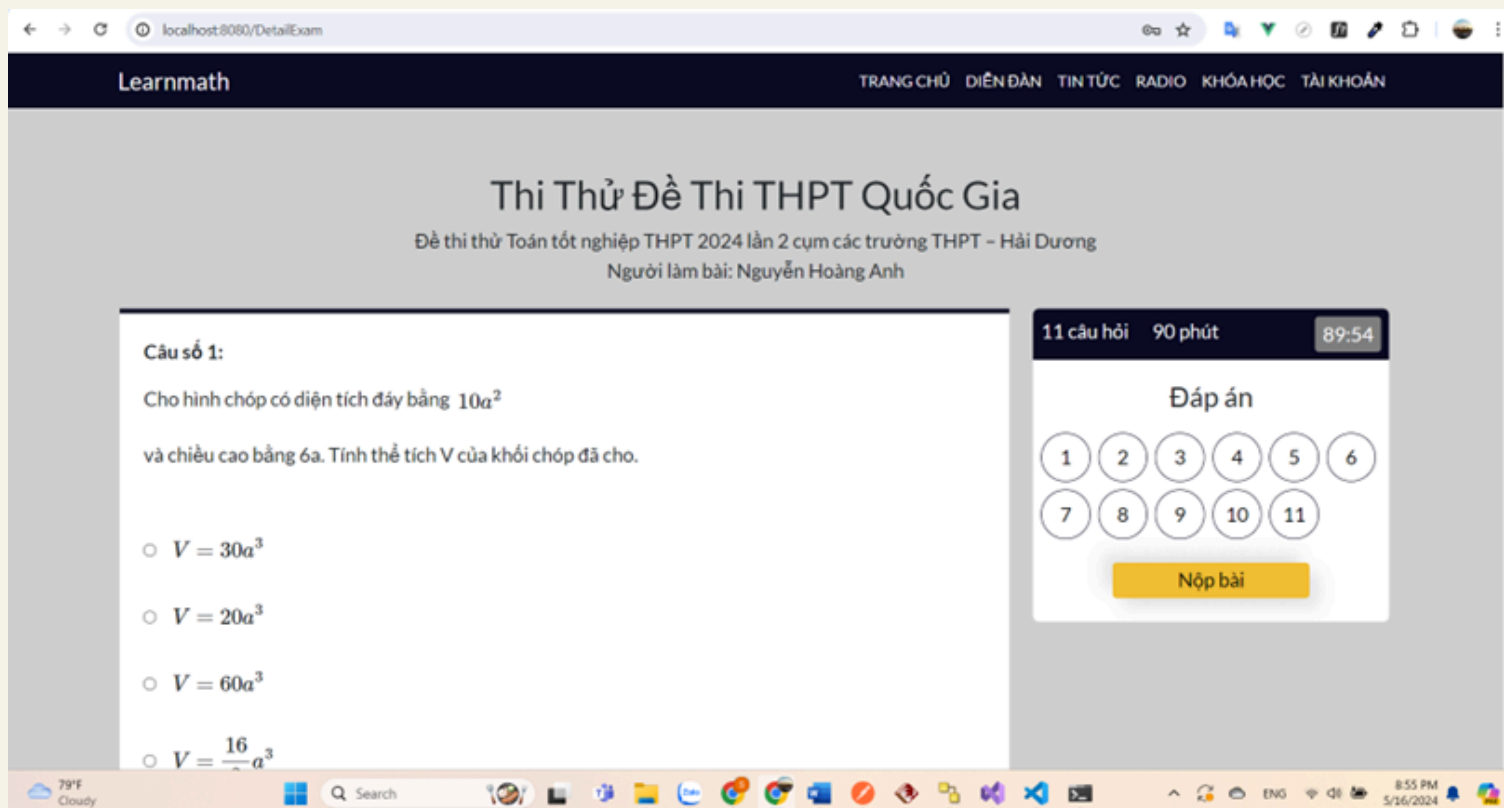 localhost:8080/DetailExam
Learnmath
TRANG CHỦ DIỄN ĐÀN TIN TỨC RADIO KHÓA HỌC TÀI KHOẢN
Thi Thử Đề Thi THPT Quốc Gia
Đề thi thử Toán tốt nghiệp THPT 2024 lần 2 cụm các trường THPT – Hải Dương
Người làm bài: Nguyễn Hoàng Anh
Câu số 1:
Cho hình chóp có diện tích đáy bằng 10a²
và chiều cao bằng 6a. Tính thể tích V của khối chóp đã cho.
V = 30a³
V = 20a³
V = 60a³
V = 16 a³
11 câu hỏi 90 phút 89:54
Đáp án
1 2 3 4 5 6
7 8 9 10 11
Nộp bài
79°F
Cloudy
Search
Zalo
ENG
8:55 PM
5/16/2024